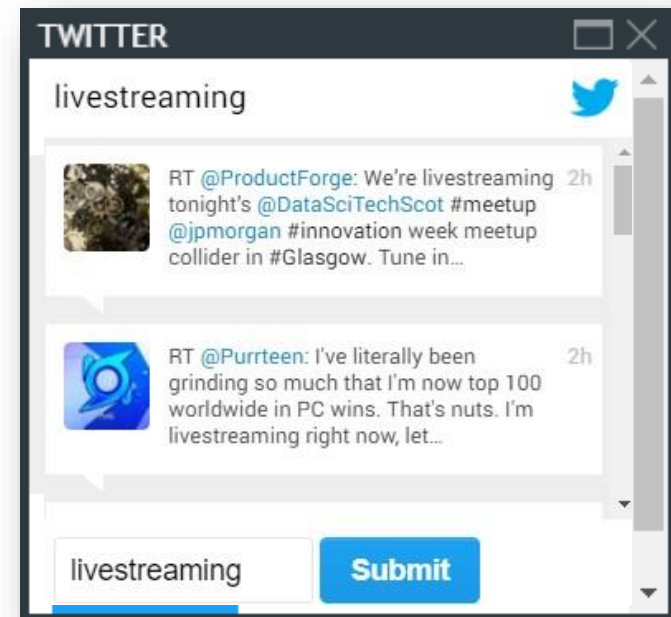 TWITTER
livestreaming
RT @ProductForge: We're livestreaming 2h
tonight's @DataSciTechScot #meetup
@jpmorgan #innovation week meetup
collider in #Glasgow. Tune in…
RT @Purrteen: I've literally been 2h
grinding so much that I'm now top 100
worldwide in PC wins. That's nuts. I'm
livestreaming right now, let…
livestreaming Submit